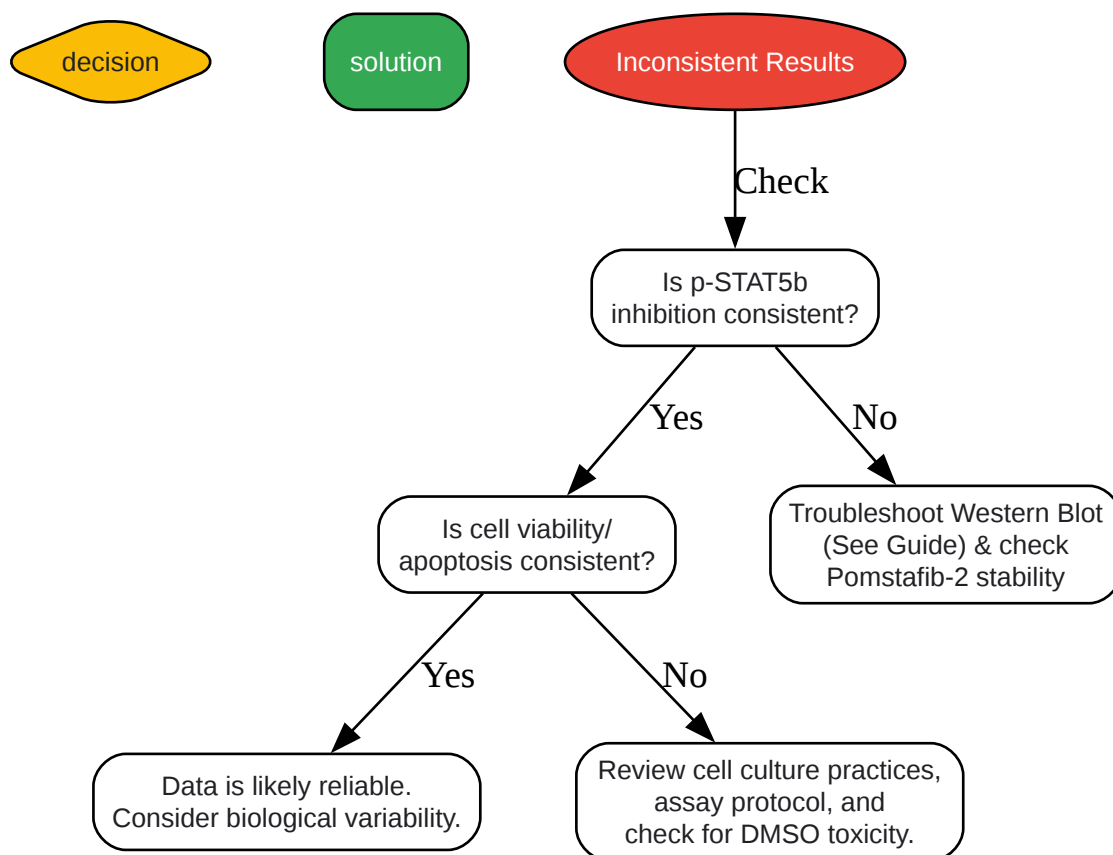 decision
solution
Inconsistent Results
Check
Is p-STAT5b
inhibition consistent?
Yes
No
Is cell viability/
apoptosis consistent?
Troubleshoot Western Blot
(See Guide) & check
Pomstafib-2 stability
Yes
No
Data is likely reliable.
Consider biological variability.
Review cell culture practices,
assay protocol, and
check for DMSO toxicity.